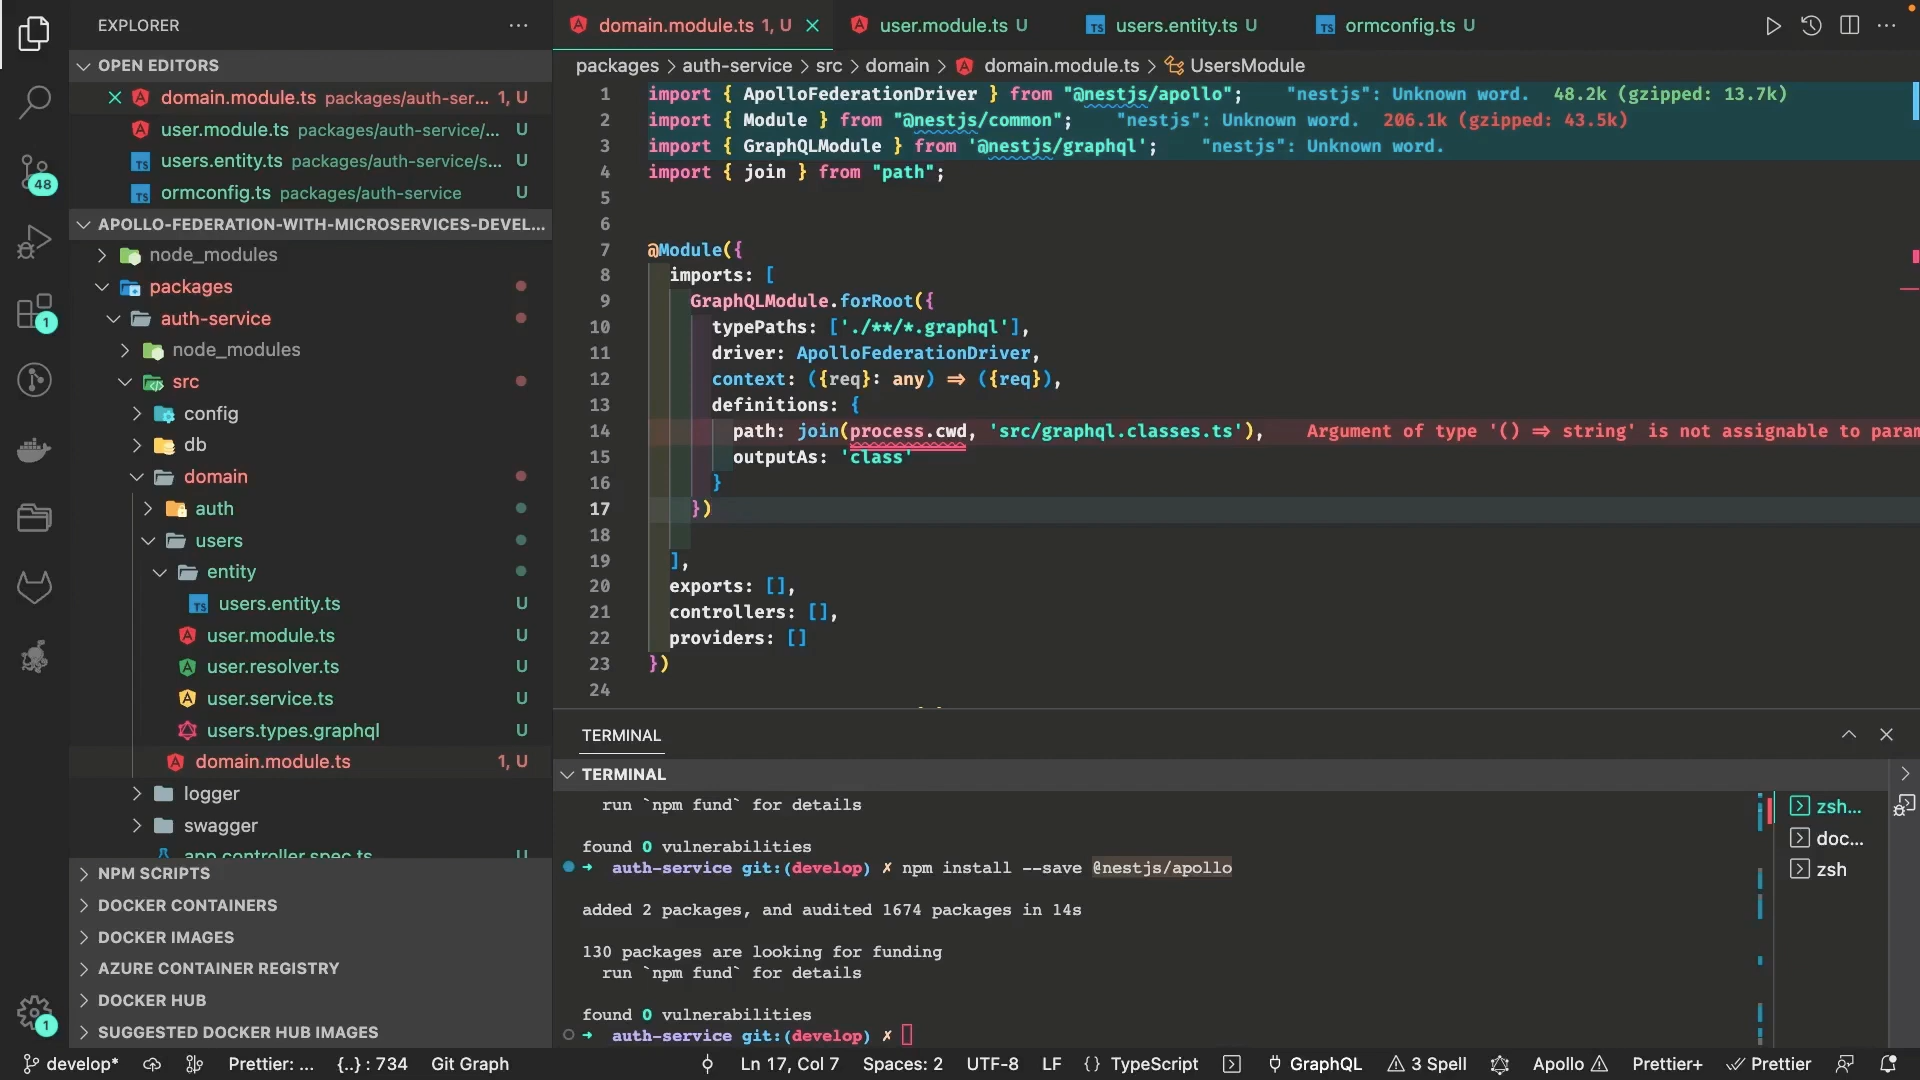 EXPLORER
OPEN EDITORS
domain.module.ts packages/auth-ser... 1, U
user.module.ts packages/auth-service/... U
users.entity.ts packages/auth-service/s... U
ormconfig.ts packages/auth-service U
APOLLO-FEDERATION-WITH-MICROSERVICES-DEVEL...
node_modules
packages
auth-service
node_modules
src
config
db
domain
auth
users
entity
users.entity.ts U
user.module.ts U
user.resolver.ts U
user.service.ts U
users.types.graphql U
domain.module.ts 1, U
logger
swagger
app.controller.spec.ts U
NPM SCRIPTS
DOCKER CONTAINERS
DOCKER IMAGES
AZURE CONTAINER REGISTRY
DOCKER HUB
SUGGESTED DOCKER HUB IMAGES
48
1
1
domain.module.ts 1, U
user.module.ts U
users.entity.ts U
ormconfig.ts U
packages > auth-service > src > domain > domain.module.ts > UsersModule
1 import { ApolloFederationDriver } from "@nestjs/apollo"; "nestjs": Unknown word. 48.2k (gzipped: 13.7k)
2 import { Module } from "@nestjs/common"; "nestjs": Unknown word. 206.1k (gzipped: 43.5k)
3 import { GraphQLModule } from '@nestjs/graphql'; "nestjs": Unknown word.
4 import { join } from "path";
5
6
7 @Module({
8 imports: [
9 GraphQLModule.forRoot({
10 typePaths: ['./**/*.graphql'],
11 driver: ApolloFederationDriver,
12 context: ({req}: any) => ({req}),
13 definitions: {
14 path: join(process.cwd, 'src/graphql.classes.ts'), Argument of type '() => string' is not assignable to param
15 outputAs: 'class'
16 }
17 })
18
19 ],
20 exports: [],
21 controllers: [],
22 providers: []
23 })
24
TERMINAL
TERMINAL
run `npm fund` for details
found 0 vulnerabilities
➜ auth-service git:(develop) ✗ npm install --save @nestjs/apollo
added 2 packages, and audited 1674 packages in 14s
130 packages are looking for funding
run `npm fund` for details
found 0 vulnerabilities
➜ auth-service git:(develop) ✗
zsh...
doc...
zsh
develop* Prettier: ... {..} : 734 Git Graph Ln 17, Col 7 Spaces: 2 UTF-8 LF {} TypeScript GraphQL 3 Spell Apollo Prettier+ Prettier